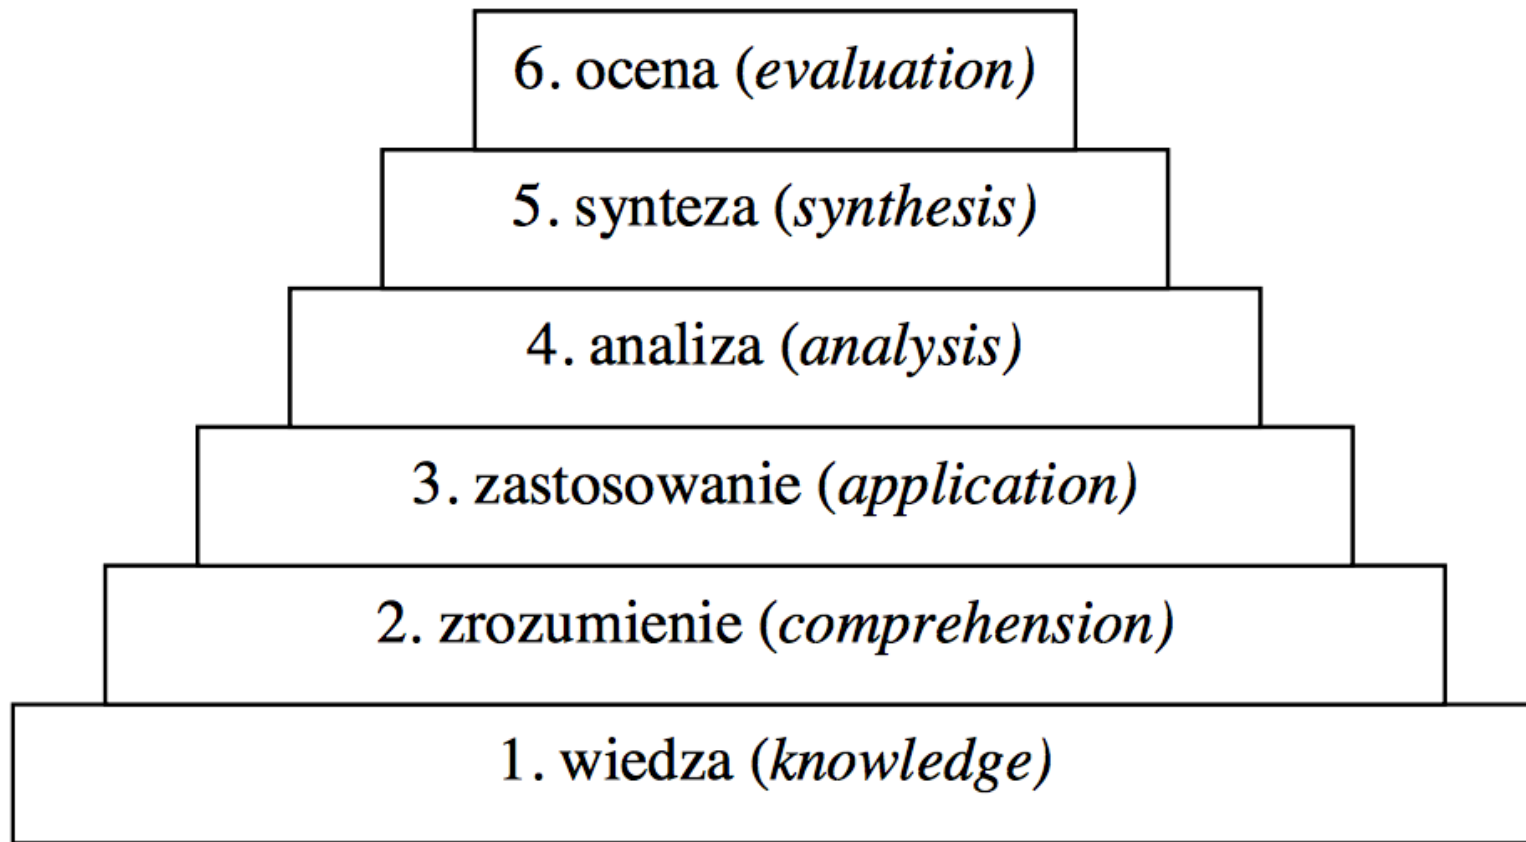 6. ocena (evaluation)
5. synteza (synthesis)
4. analiza (analysis)
3. zastosowanie (application)
2. zrozumienie (comprehension)
1. wiedza (knowledge)